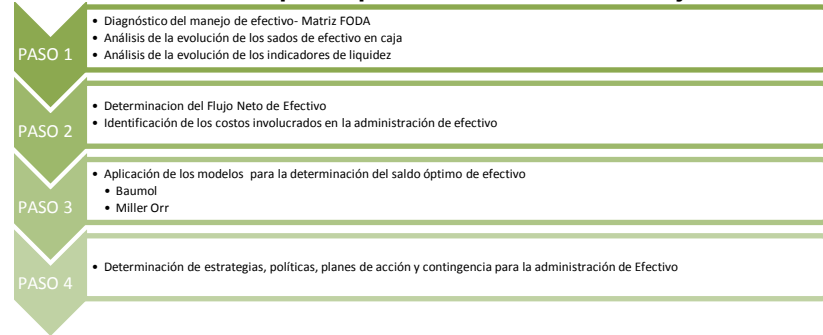 PASO 1
• Diagnóstico del manejo de efectivo- Matriz FODA
• Análisis de la evolución de los sados de efectivo en caja
• Análisis de la evolución de los indicadores de liquidez
PASO 2
• Determinacion del Flujo Neto de Efectivo
• Identificación de los costos involucrados en la administración de efectivo
PASO 3
• Aplicación de los modelos para la determinación del saldo óptimo de efectivo
• Baumol
• Miller Orr
PASO 4
• Determinación de estrategias, políticas, planes de acción y contingencia para la administración de Efectivo